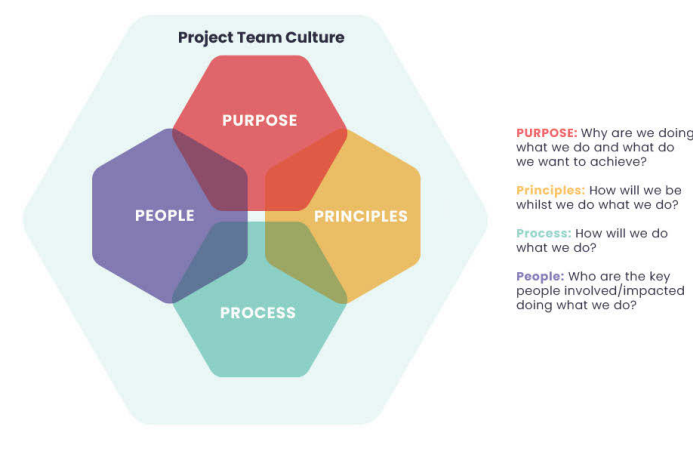 Project Team Culture
PURPOSE
PEOPLE
PRINCIPLES
PROCESS
PURPOSE: Why are we doing
what we do and what do
we want to achieve?
Principles: How will we be
whilst we do what we do?
Process: How will we do
what we do?
People: Who are the key
people involved/impacted
doing what we do?